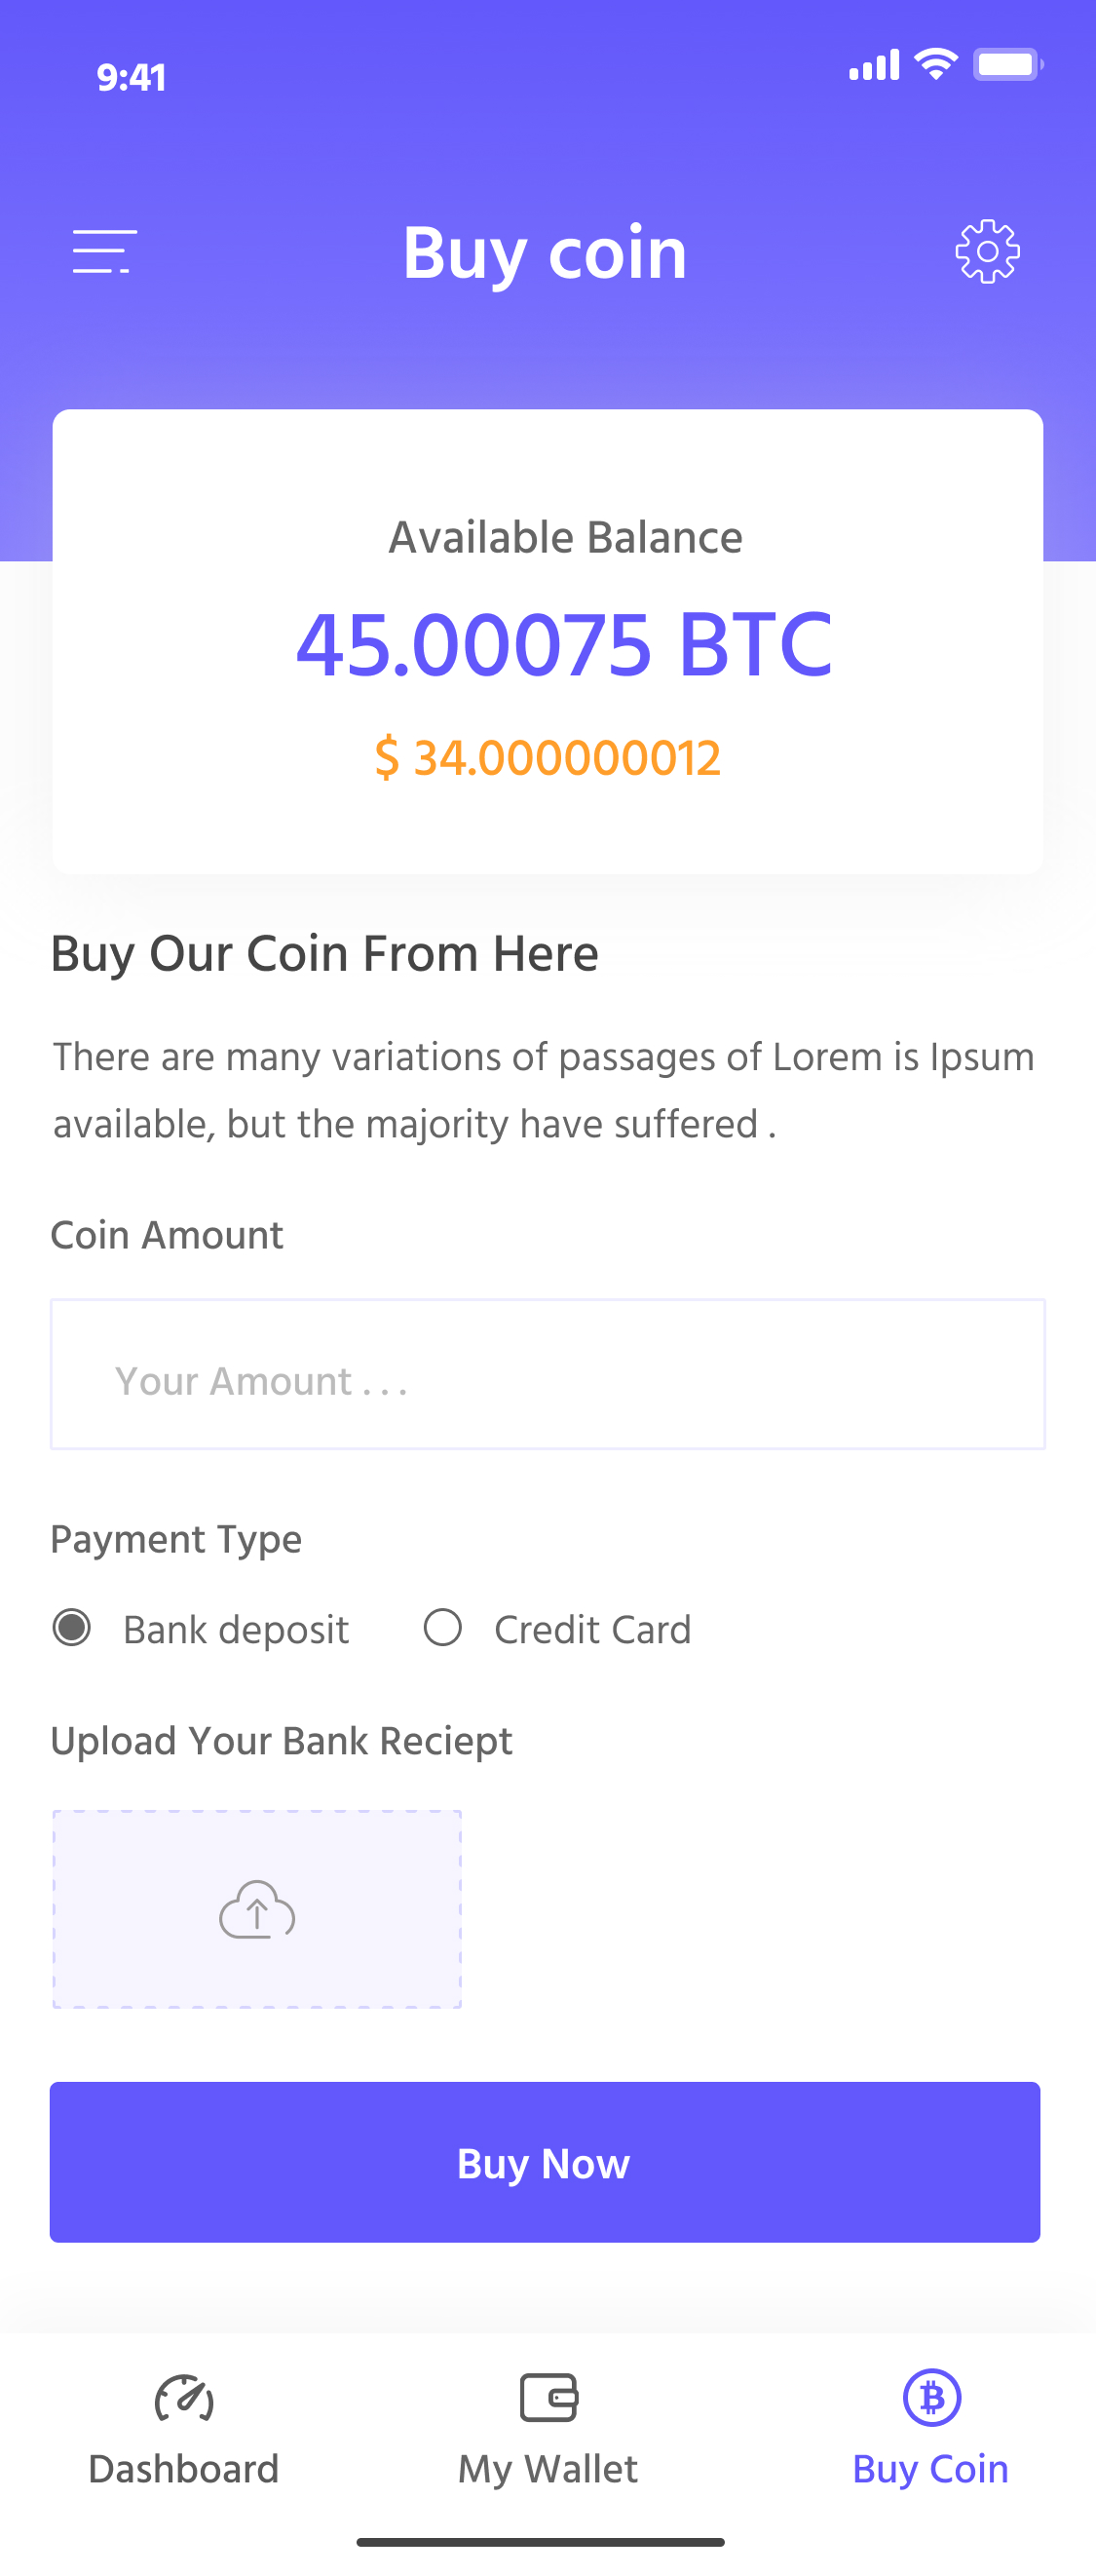 9:41
Buy coin
Available Balance
45.00075 BTC
$ 34.000000012
Buy Our Coin From Here
There are many variations of passages of Lorem is Ipsum
available, but the majority have suffered .
Coin Amount
Your Amount . . .
Payment Type
Bank deposit Credit Card
Upload Your Bank Reciept
Buy Now
Dashboard My Wallet Buy Coin